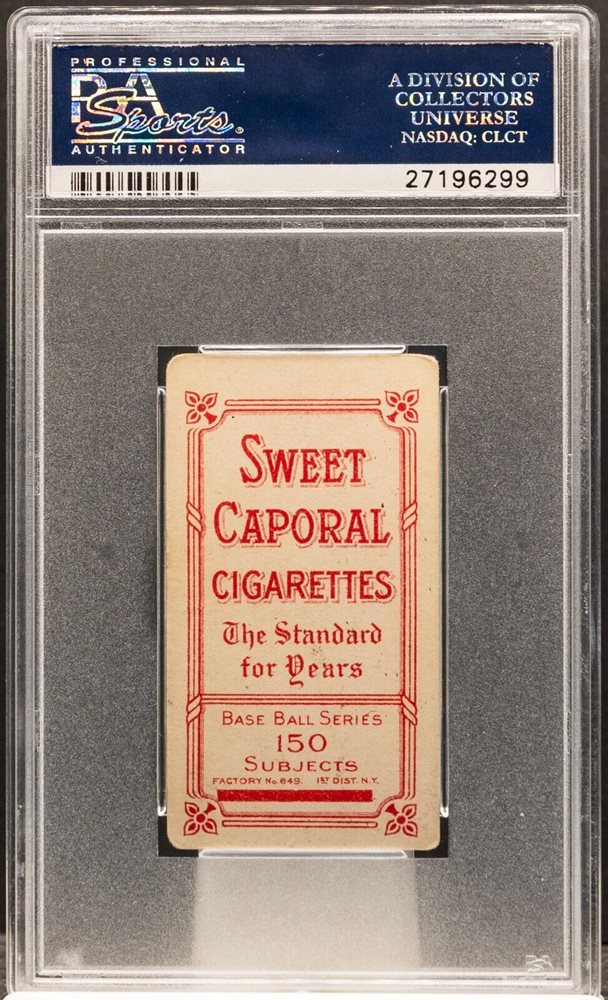 PROFESSIONAL
PSA
Sports
AUTHENTICATOR
A DIVISION OF
COLLECTORS
UNIVERSE
NASDAQ: CLCT
27196299
SWEET
CAPORAL
CIGARETTES
The Standard
for Years
BASE BALL SERIES
150
SUBJECTS
FACTORY No. 649. 1ST DIST. N.Y.
PSA